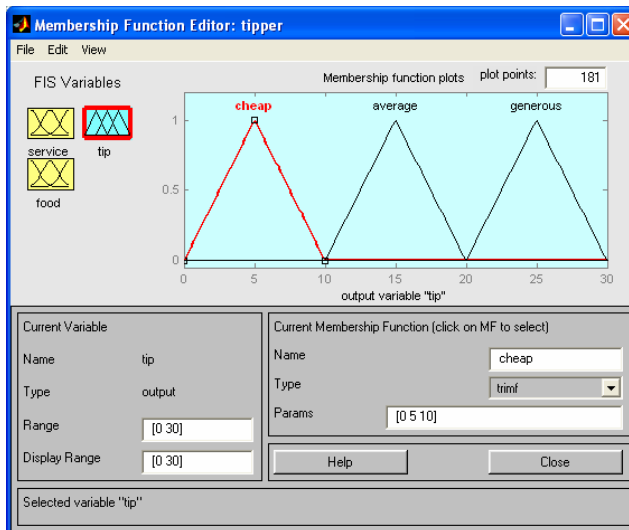 Membership Function Editor: tipper
File Edit View
FIS Variables
service
tip
food
Membership function plots plot points: 181
cheap average generous
1
0.5
0
0 5 10 15 20 25 30
output variable "tip"
Current Variable
Name tip
Type output
Range [0 30]
Display Range [0 30]
Current Membership Function (click on MF to select)
Name cheap
Type trimf
Params [0 5 10]
Help Close
Selected variable "tip"